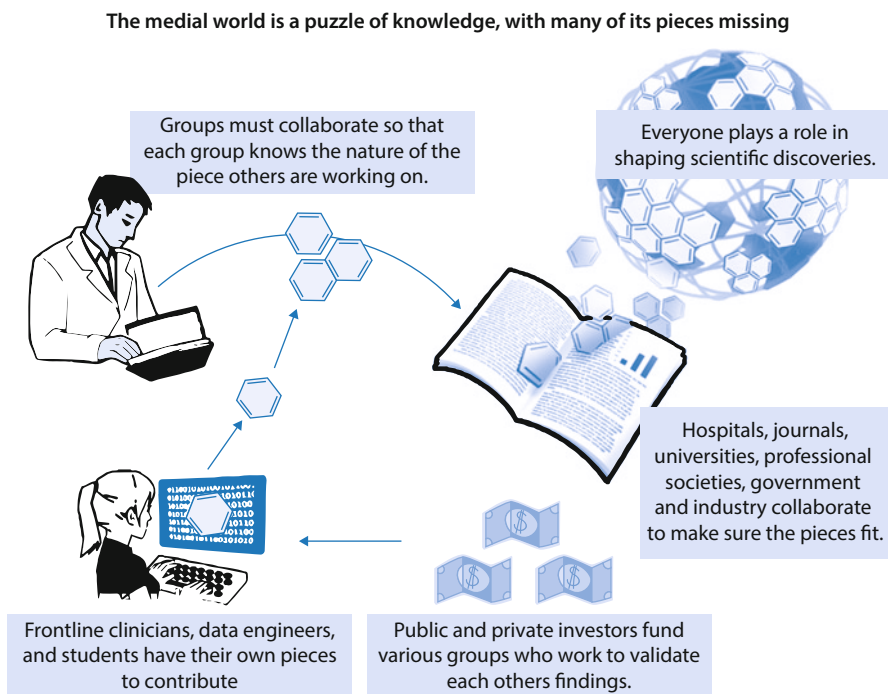 The medial world is a puzzle of knowledge, with many of its pieces missing
Groups must collaborate so that
each group knows the nature of the
piece others are working on.
Everyone plays a role in
shaping scientific discoveries.
Hospitals, journals,
universities, professional
societies, government
and industry collaborate
to make sure the pieces fit.
Frontline clinicians, data engineers,
and students have their own pieces
to contribute
Public and private investors fund
various groups who work to validate
each others findings.